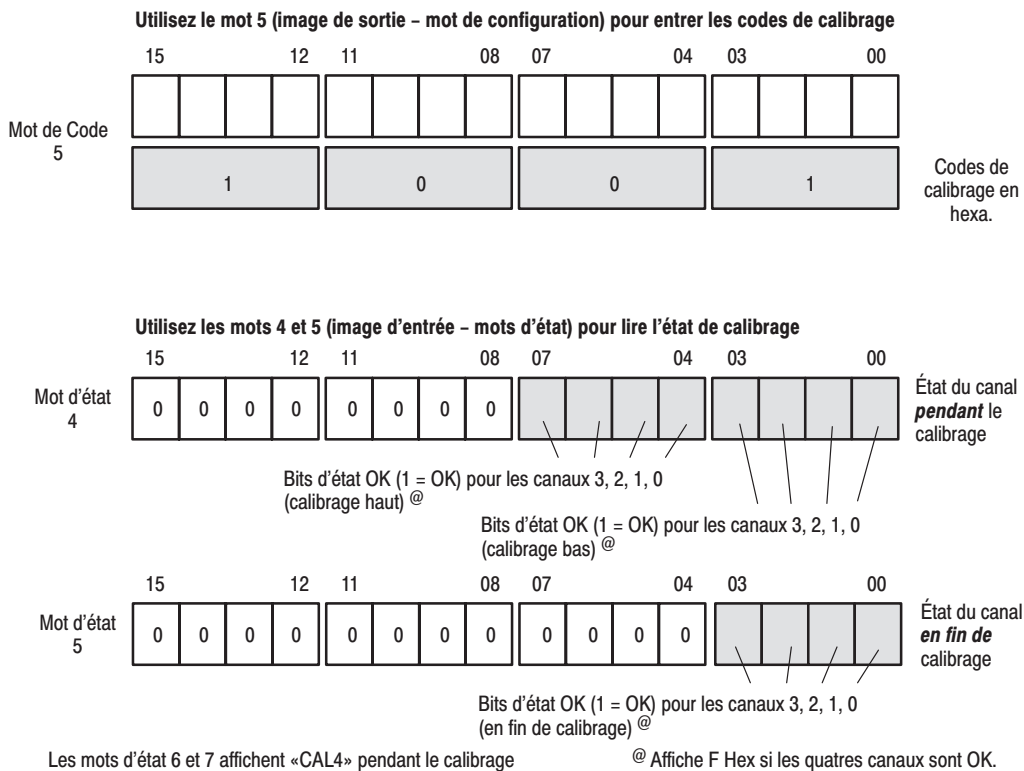 Utilisez le mot 5 (image de sortie – mot de configuration) pour entrer les codes de calibrage
15 12 11 08 07 04 03 00
Mot de Code
5
1 0 0 1
Codes de
calibrage en
hexa.
Utilisez les mots 4 et 5 (image d’entrée – mots d’état) pour lire l’état de calibrage
15 12 11 08 07 04 03 00
Mot d’état
4
0 0 0 0 0 0 0 0
État du canal
pendant le
calibrage
Bits d’état OK (1 = OK) pour les canaux 3, 2, 1, 0
(calibrage haut) @
Bits d’état OK (1 = OK) pour les canaux 3, 2, 1, 0
(calibrage bas) @
15 12 11 08 07 04 03 00
Mot d’état
5
0 0 0 0 0 0 0 0 0 0 0 0
État du canal
en fin de
calibrage
Bits d’état OK (1 = OK) pour les canaux 3, 2, 1, 0
(en fin de calibrage) @
Les mots d’état 6 et 7 affichent «CAL4» pendant le calibrage
@ Affiche F Hex si les quatres canaux sont OK.